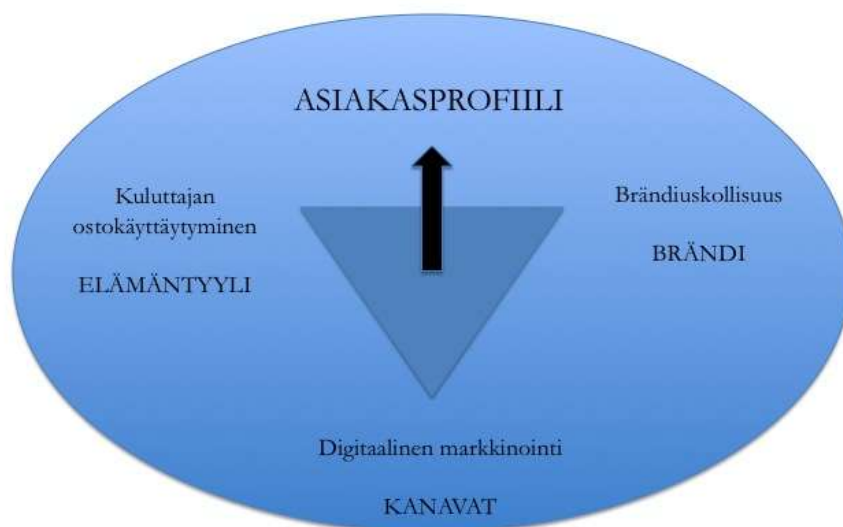 ASIAKASPROFIILI
Kuluttajan
ostokäyttäytyminen
ELÄMÄNTYYLI
Brändiuskollisuus
BRÄNDI
Digitaalinen markkinointi
KANAVAT